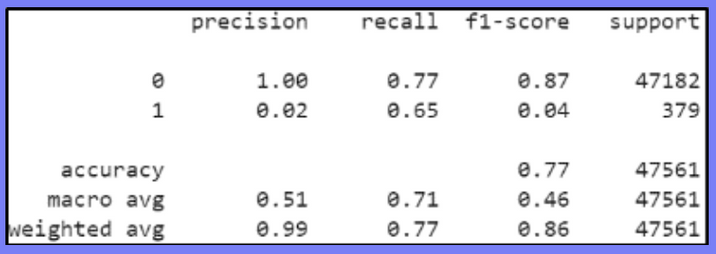 precision recall f1-score support
0 1.00 0.77 0.87 47182
1 0.02 0.65 0.04 379
accuracy 0.77 47561
macro avg 0.51 0.71 0.46 47561
weighted avg 0.99 0.77 0.86 47561